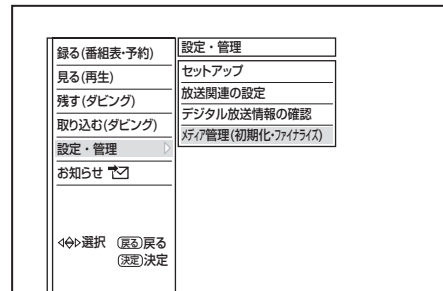 録る(番組表･予約)
見る(再生)
残す(ダビング)
取り込む(ダビング)
設定・管理
お知らせ
選択 戻る戻る
決定決定
設定・管理
セットアップ
放送関連の設定
デジタル放送情報の確認
ﾒﾃﾞｨｱ管理(初期化･ﾌｧｲﾅﾗｲｽﾞ)